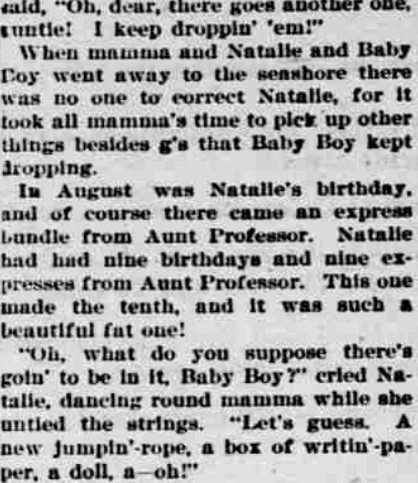 said, "Oh, dear, there goes another one,
auntie! I keep droppin' 'em!"
When mamma and Natalie and Baby
Boy went away to the seashore there
was no one to correct Natalie, for it
took all mamma's time to pick up other
things besides g's that Baby Boy kept
dropping.
In August was Natalie's birthday,
and of course there came an express
bundle from Aunt Professor. Natalie
had had nine birthdays and nine ex-
presses from Aunt Professor. This one
made the tenth, and it was such a
beautiful fat one!
"Oh, what do you suppose there's
goin' to be in it, Baby Boy?" cried Na-
talie, dancing round mamma while she
untied the strings. "Let's guess. A
new jumpin'-rope, a box of writin'-pa-
per, a doll, a—oh!"